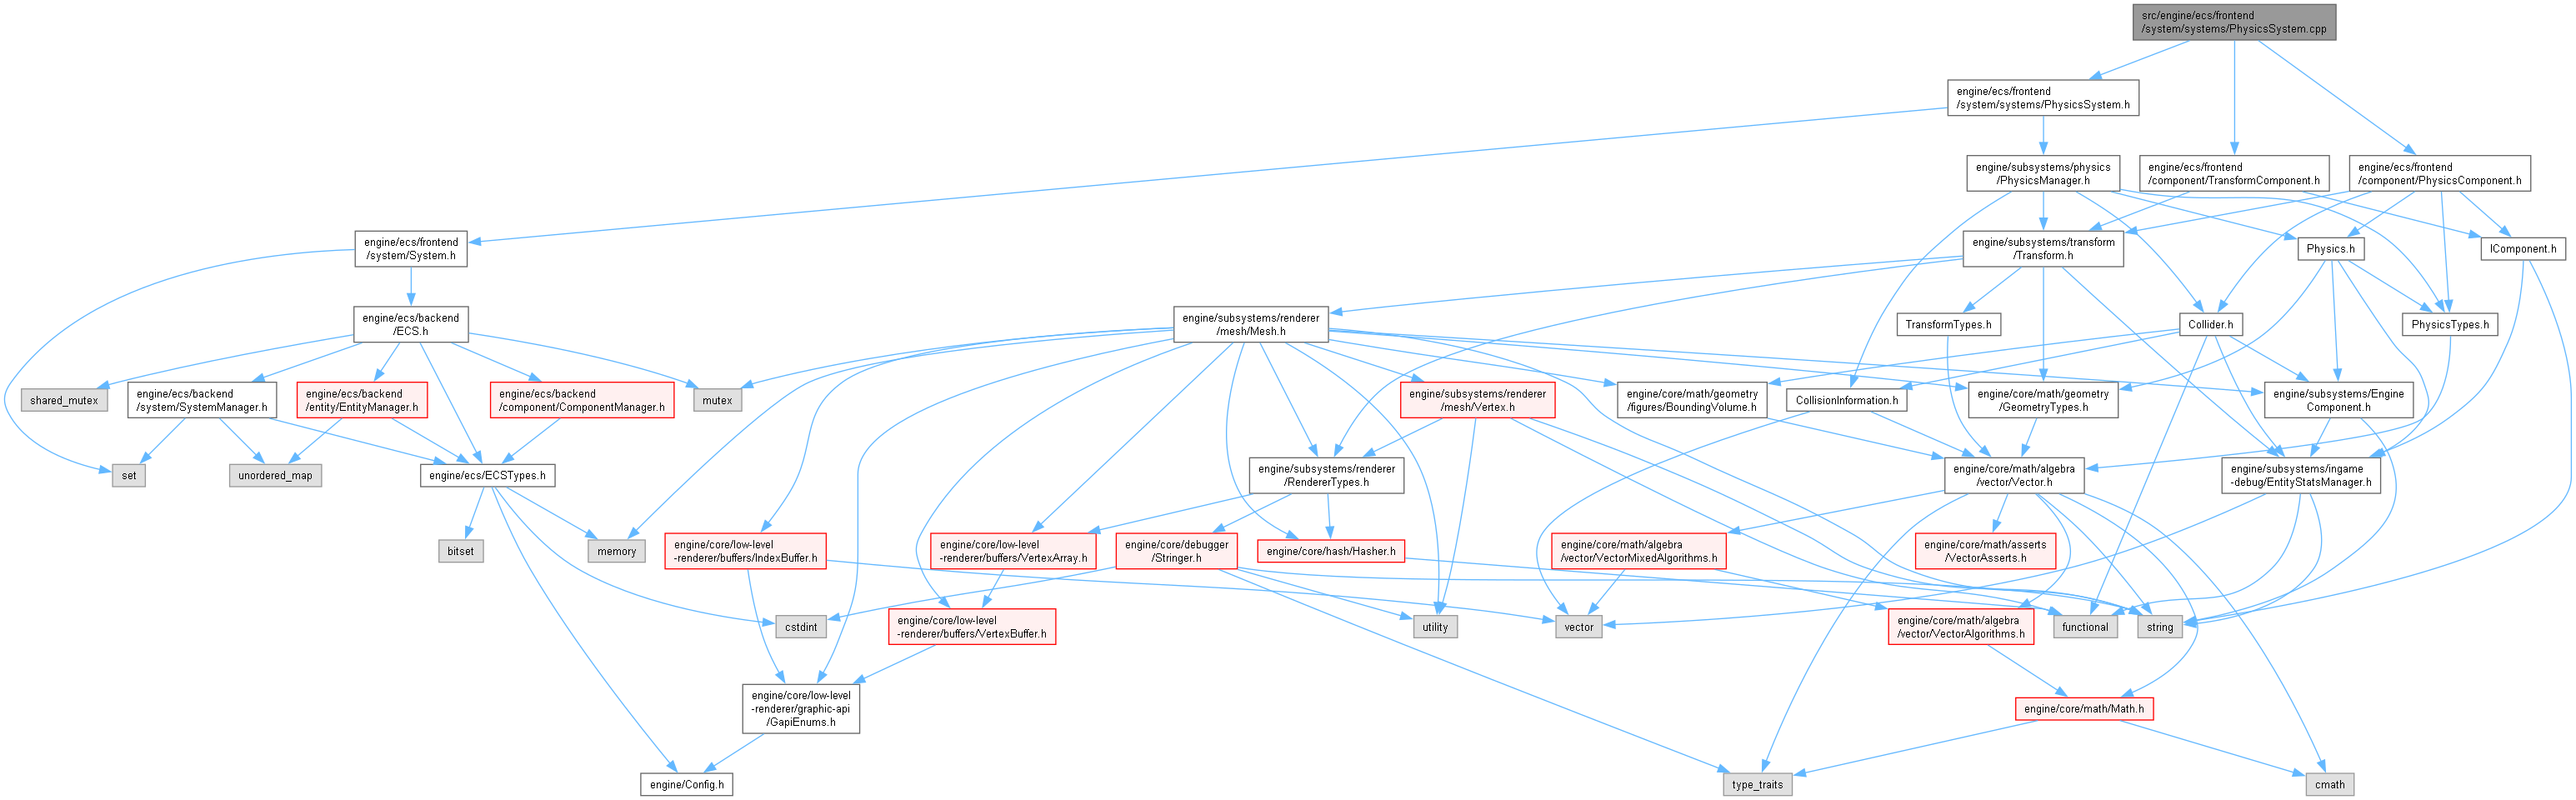 src/engine/ecs/frontend
/system/systems/PhysicsSystem.cpp
engine/ecs/frontend
/system/systems/PhysicsSystem.h
engine/subsystems/physics
/PhysicsManager.h
engine/ecs/frontend
/component/TransformComponent.h
engine/ecs/frontend
/component/PhysicsComponent.h
engine/ecs/frontend
/system/System.h
engine/subsystems/transform
/Transform.h
Physics.h
IComponent.h
engine/ecs/backend
/ECS.h
engine/subsystems/renderer
/mesh/Mesh.h
TransformTypes.h
Collider.h
PhysicsTypes.h
shared_mutex
engine/ecs/backend
/system/SystemManager.h
engine/ecs/backend
/entity/EntityManager.h
engine/ecs/backend
/component/ComponentManager.h
mutex
engine/subsystems/renderer
/mesh/Vertex.h
engine/core/math/geometry
/figures/BoundingVolume.h
CollisionInformation.h
engine/core/math/geometry
/GeometryTypes.h
engine/subsystems/Engine
Component.h
set
unordered_map
engine/ecs/ECSTypes.h
engine/subsystems/renderer
/RendererTypes.h
engine/core/math/algebra
/vector/Vector.h
engine/subsystems/ingame
-debug/EntityStatsManager.h
bitset
memory
engine/core/low-level
-renderer/buffers/IndexBuffer.h
engine/core/low-level
-renderer/buffers/VertexArray.h
engine/core/debugger
/Stringer.h
engine/core/hash/Hasher.h
engine/core/math/algebra
/vector/VectorMixedAlgorithms.h
engine/core/math/asserts
/VectorAsserts.h
cstdint
engine/core/low-level
-renderer/buffers/VertexBuffer.h
utility
vector
engine/core/math/algebra
/vector/VectorAlgorithms.h
functional
string
engine/core/low-level
-renderer/graphic-api
/GapiEnums.h
engine/core/math/Math.h
engine/Config.h
type_traits
cmath